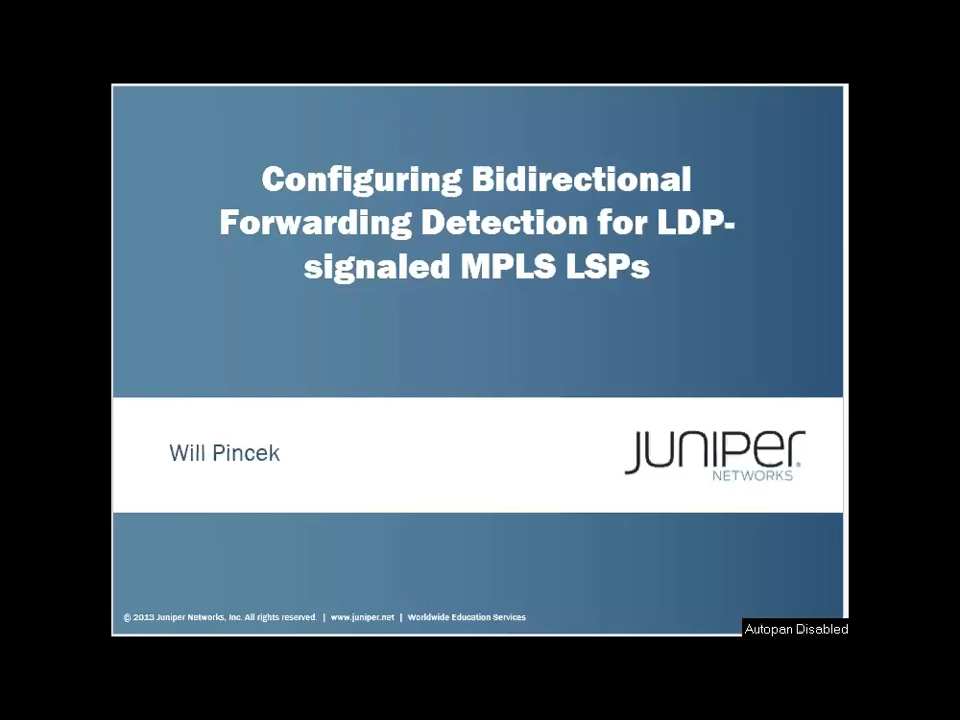 Configuring Bidirectional
Forwarding Detection for LDP-
signaled MPLS LSPs
Will Pincek
JUNIPER
NETWORKS
© 2013 Juniper Networks, Inc. All rights reserved. | www.juniper.net | Worldwide Education Services
Autopan Disabled